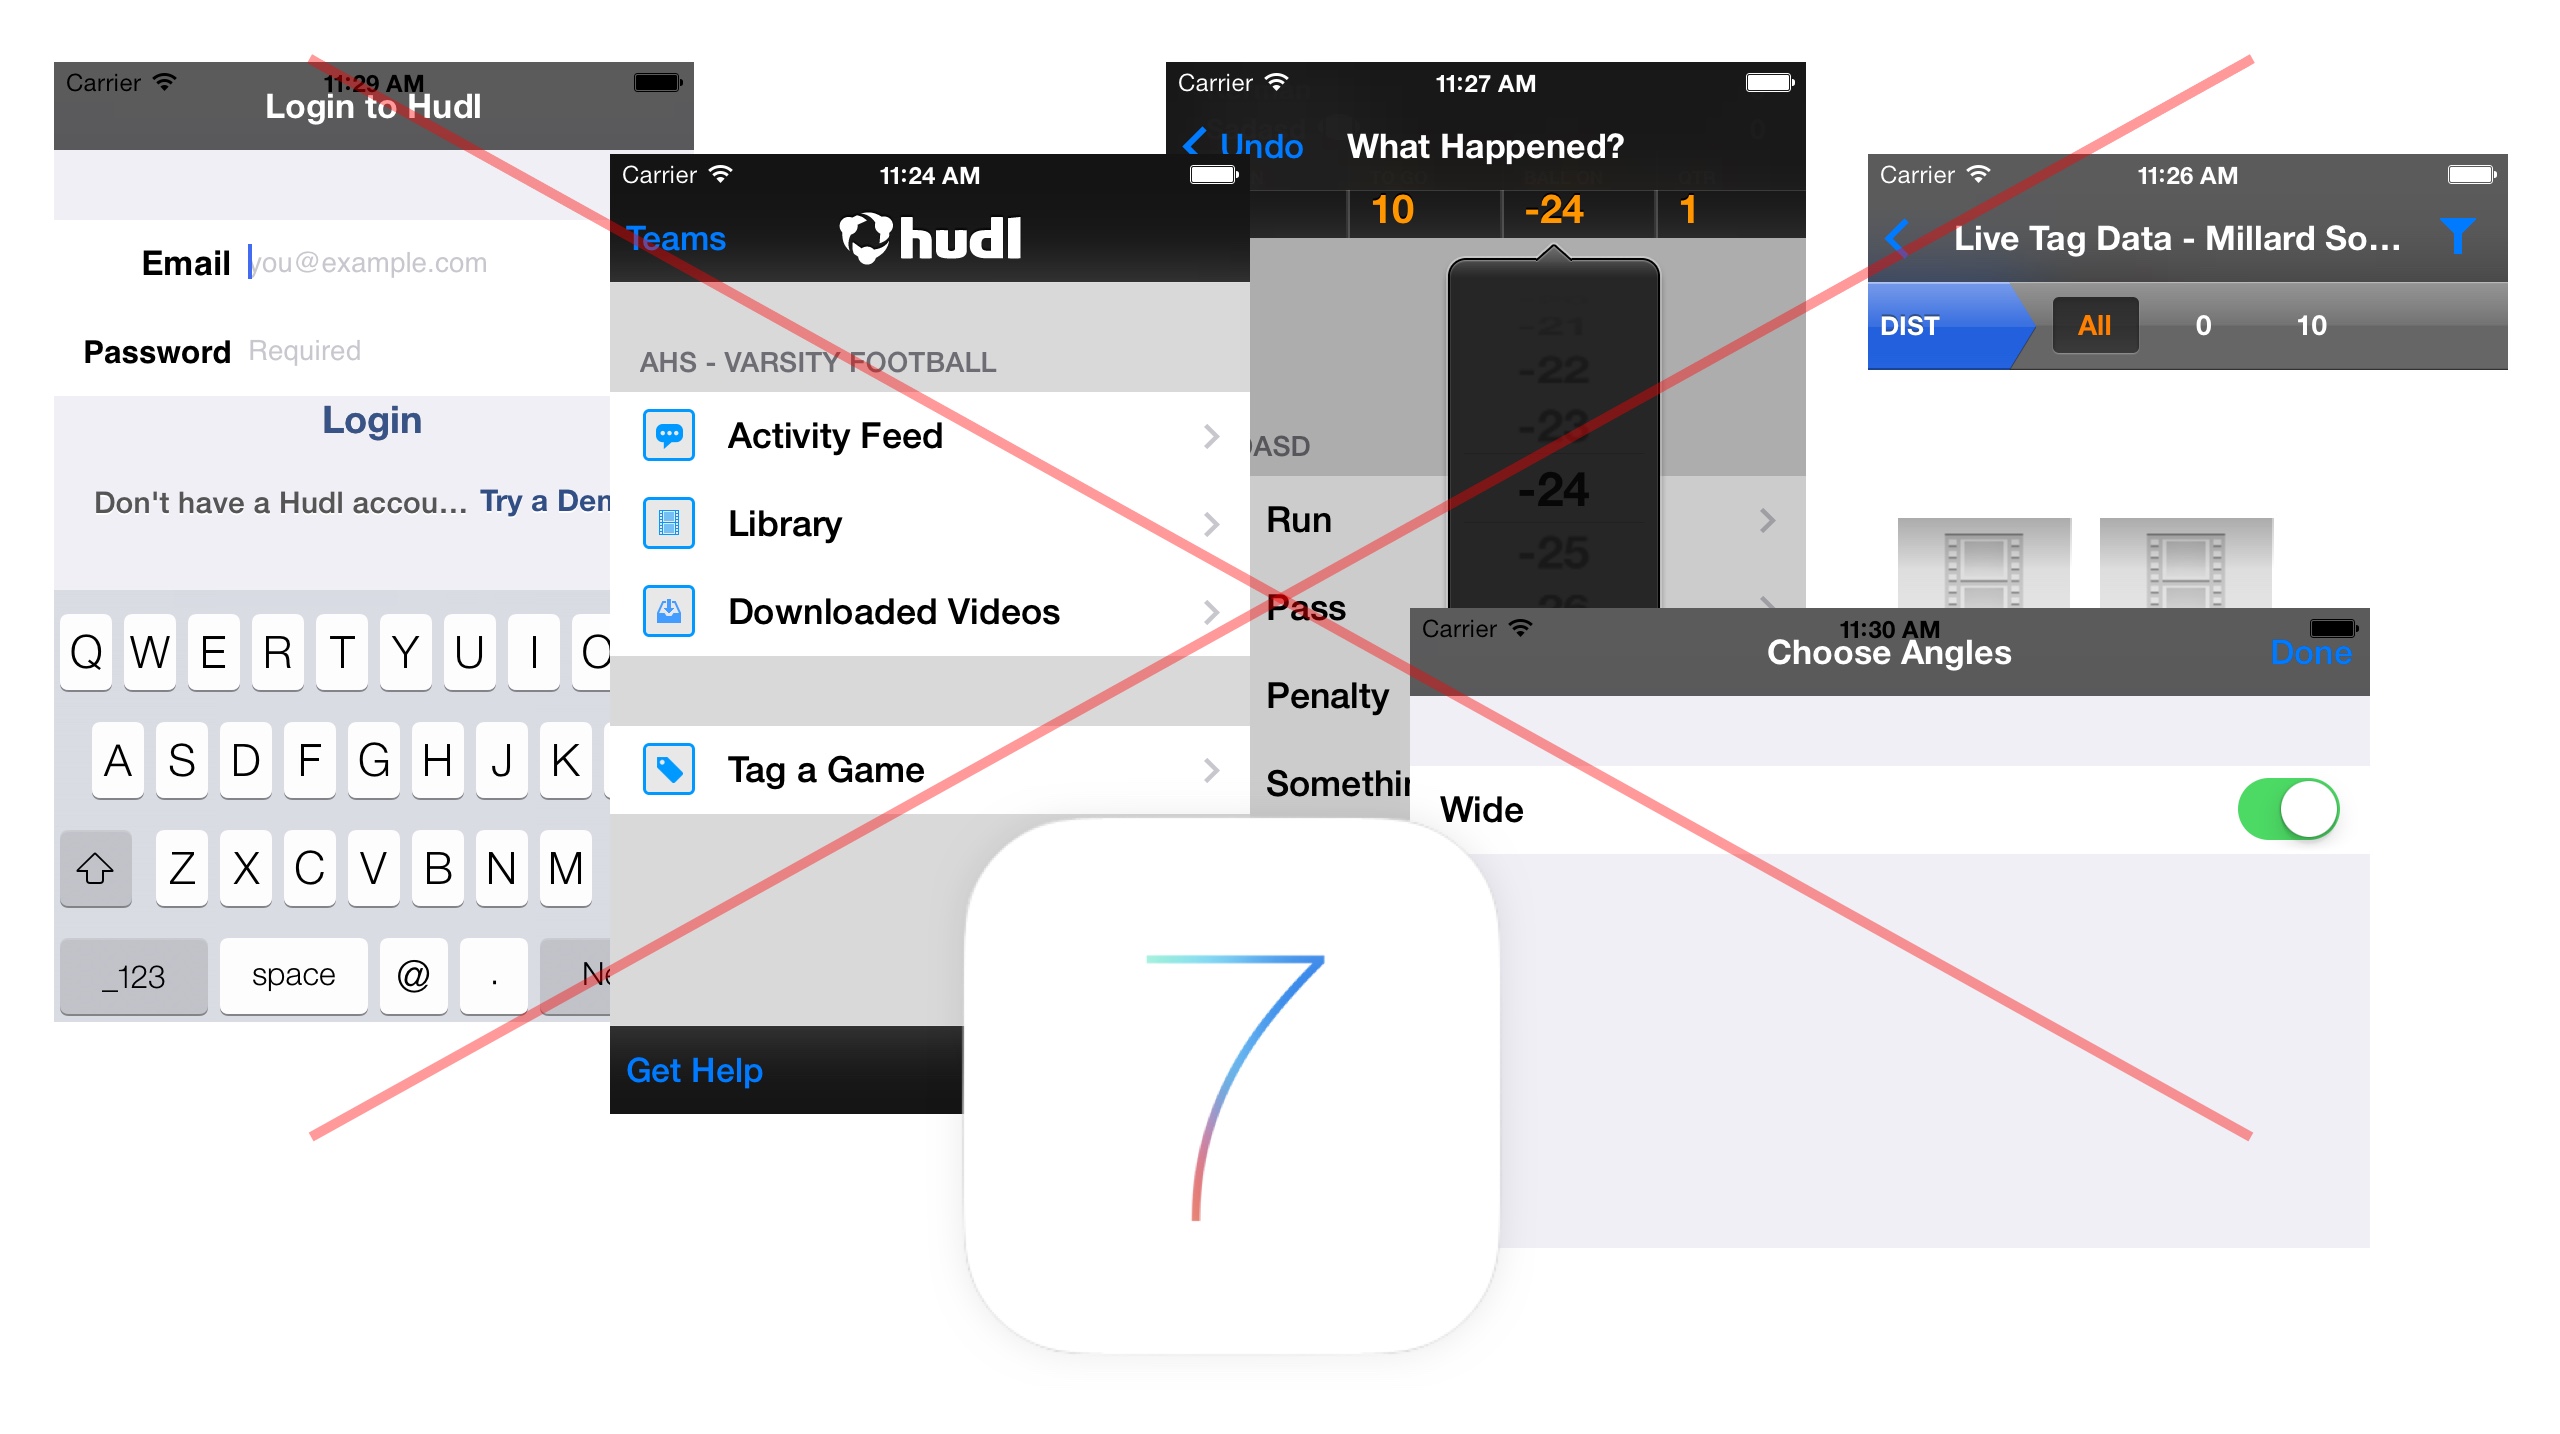 Carrier 11:29 AM
Login to Hudl
Email you@example.com
Password Required
Login
Don't have a Hudl accou... Try a Den
Q W E R T Y U I O
A S D F G H J K
Z X C V B N M
_123 space @ . Ne
Carrier 11:24 AM
Teams hudl
AHS - VARSITY FOOTBALL
Activity Feed
Library
Downloaded Videos
Tag a Game
Get Help
Carrier 11:27 AM
Undo What Happened?
10 -24 1
-21
-22
-23
-24
-25
-26
DASD
Run
Pass
Penalty
Somethin
Carrier 11:26 AM
Live Tag Data - Millard So...
DIST All 0 10
Carrier 11:30 AM
Choose Angles Done
Wide
7